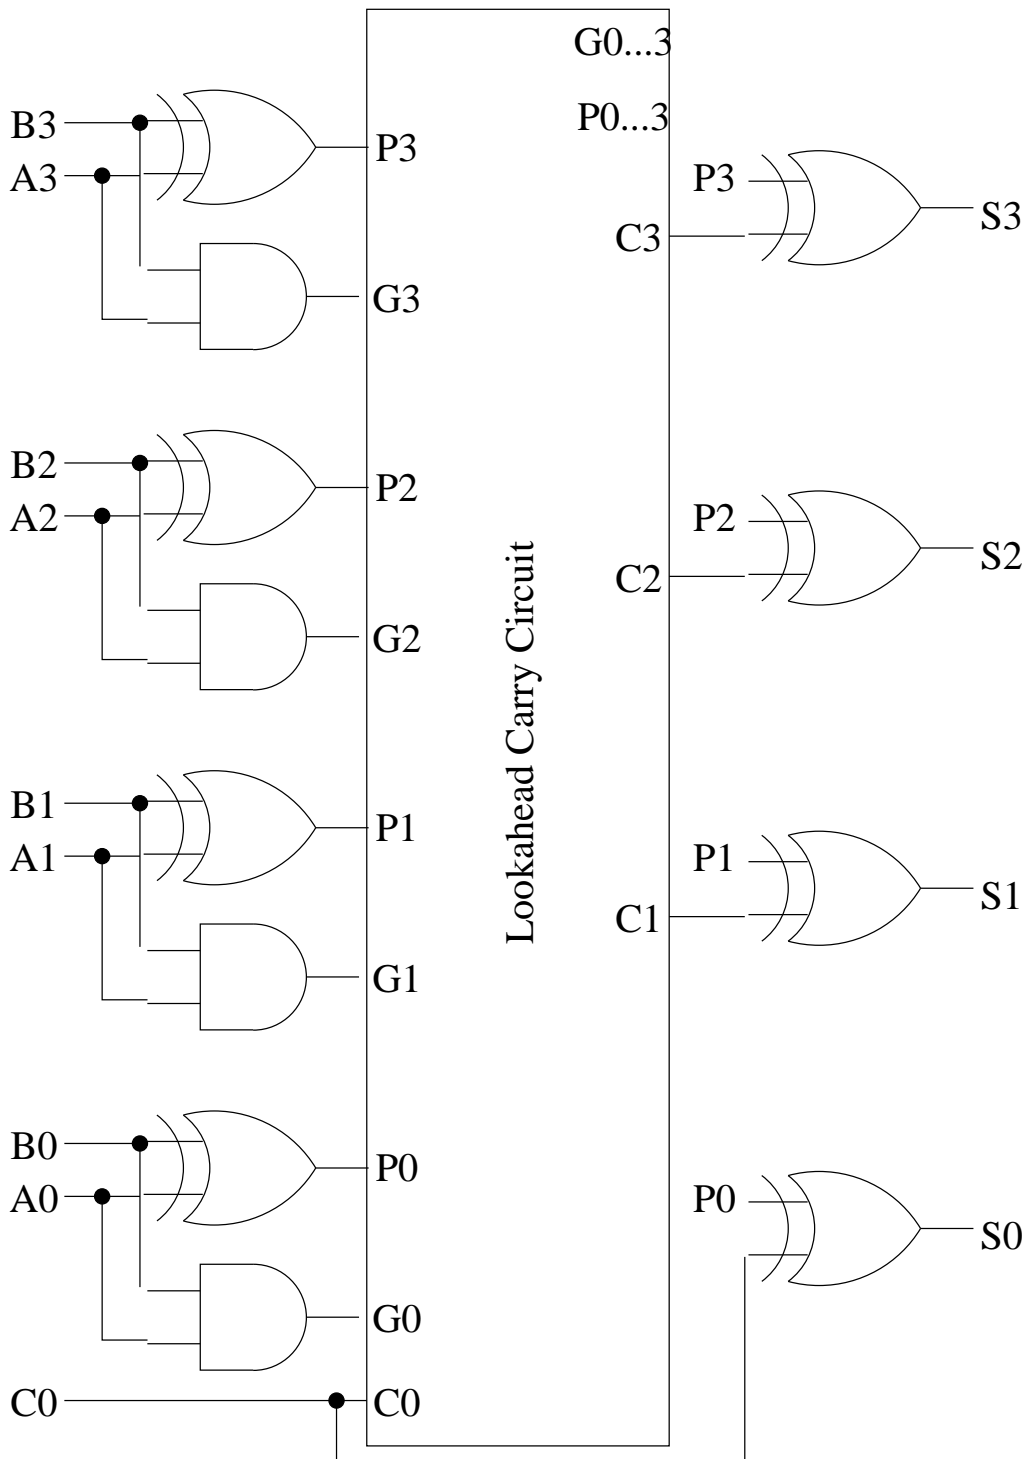 G0...3
P0...3
B3
A3
P3
G3
P3
C3
S3
B2
A2
P2
G2
P2
C2
S2
Lookahead Carry Circuit
B1
A1
P1
G1
P1
C1
S1
B0
A0
P0
G0
P0
S0
C0
C0